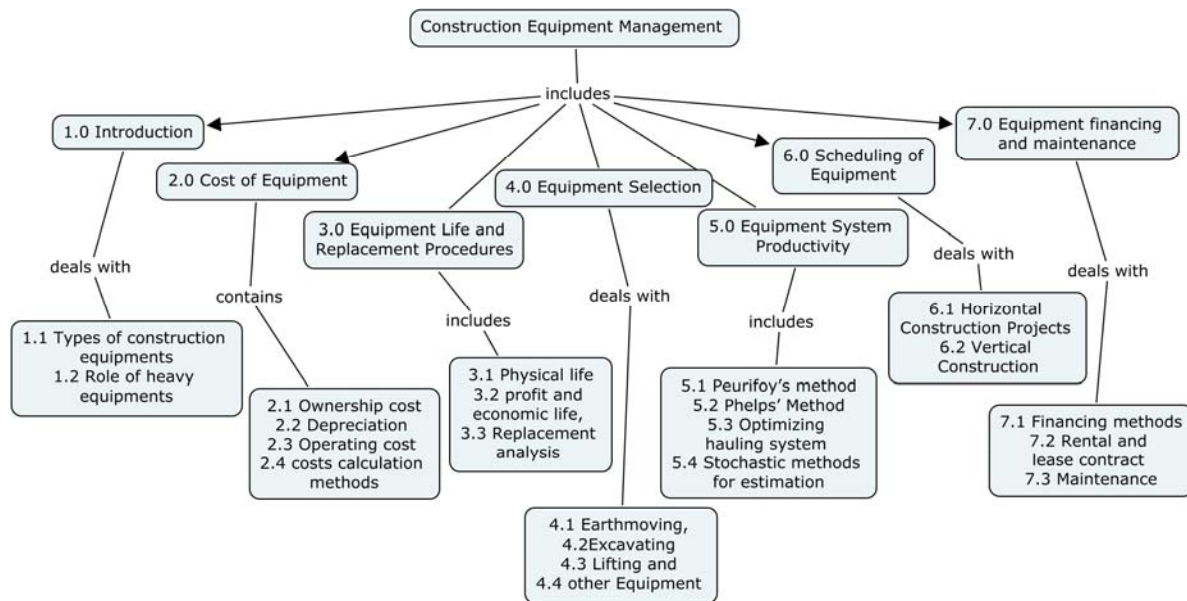 Construction Equipment Management
includes
1.0 Introduction
7.0 Equipment financing
and maintenance
2.0 Cost of Equipment
4.0 Equipment Selection
6.0 Scheduling of
Equipment
3.0 Equipment Life and
Replacement Procedures
5.0 Equipment System
Productivity
deals with
contains
includes
deals with
includes
deals with
deals with
1.1 Types of construction
equipments
1.2 Role of heavy
equipments
2.1 Ownership cost
2.2 Depreciation
2.3 Operating cost
2.4 costs calculation
methods
3.1 Physical life
3.2 profit and
economic life,
3.3 Replacement
analysis
4.1 Earthmoving,
4.2Excavating
4.3 Lifting and
4.4 other Equipment
5.1 Peurifoy's method
5.2 Phelps' Method
5.3 Optimizing
hauling system
5.4 Stochastic methods
for estimation
6.1 Horizontal
Construction Projects
6.2 Vertical
Construction
7.1 Financing methods
7.2 Rental and
lease contract
7.3 Maintenance